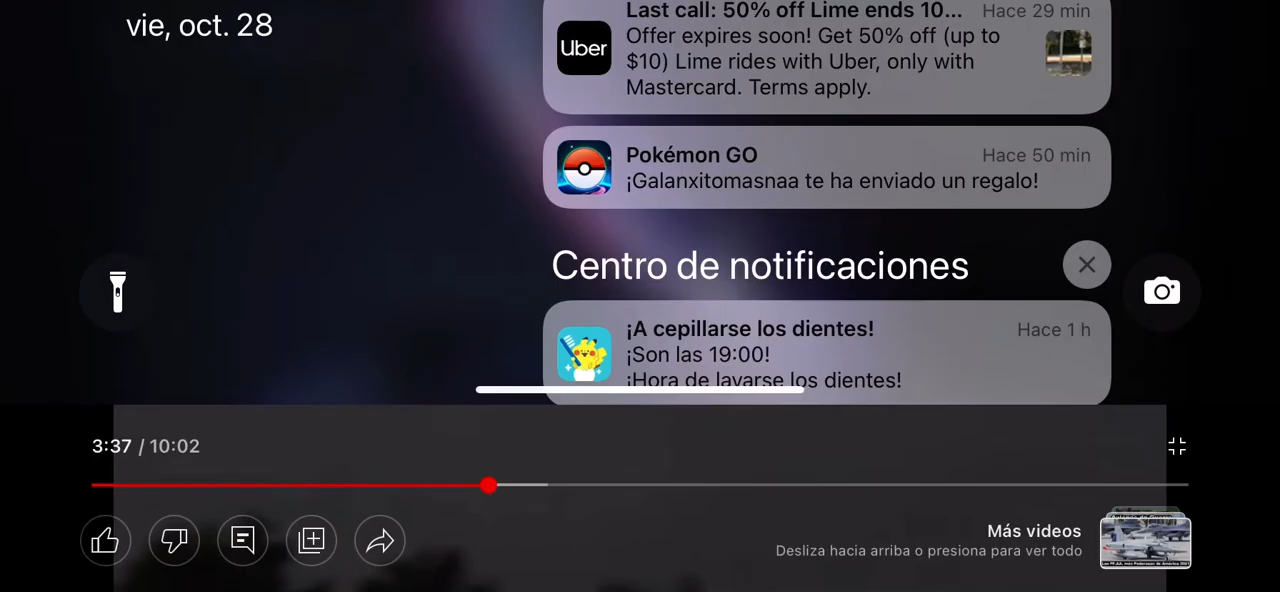 vie, oct. 28
Last call: 50% off Lime ends 10...
Hace 29 min
Uber
Offer expires soon! Get 50% off (up to
$10) Lime rides with Uber, only with
Mastercard. Terms apply.
Pokémon GO
Hace 50 min
¡Galanxitomasnaa te ha enviado un regalo!
Centro de notificaciones
¡A cepillarse los dientes!
Hace 1 h
¡Son las 19:00!
¡Hora de lavarse los dientes!
3:37 / 10:02
Más videos
Desliza hacia arriba o presiona para ver todo